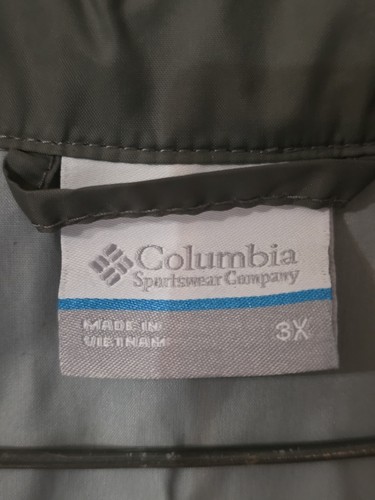 Columbia
Sportswear Company
MADE IN
VIETNAM
3X